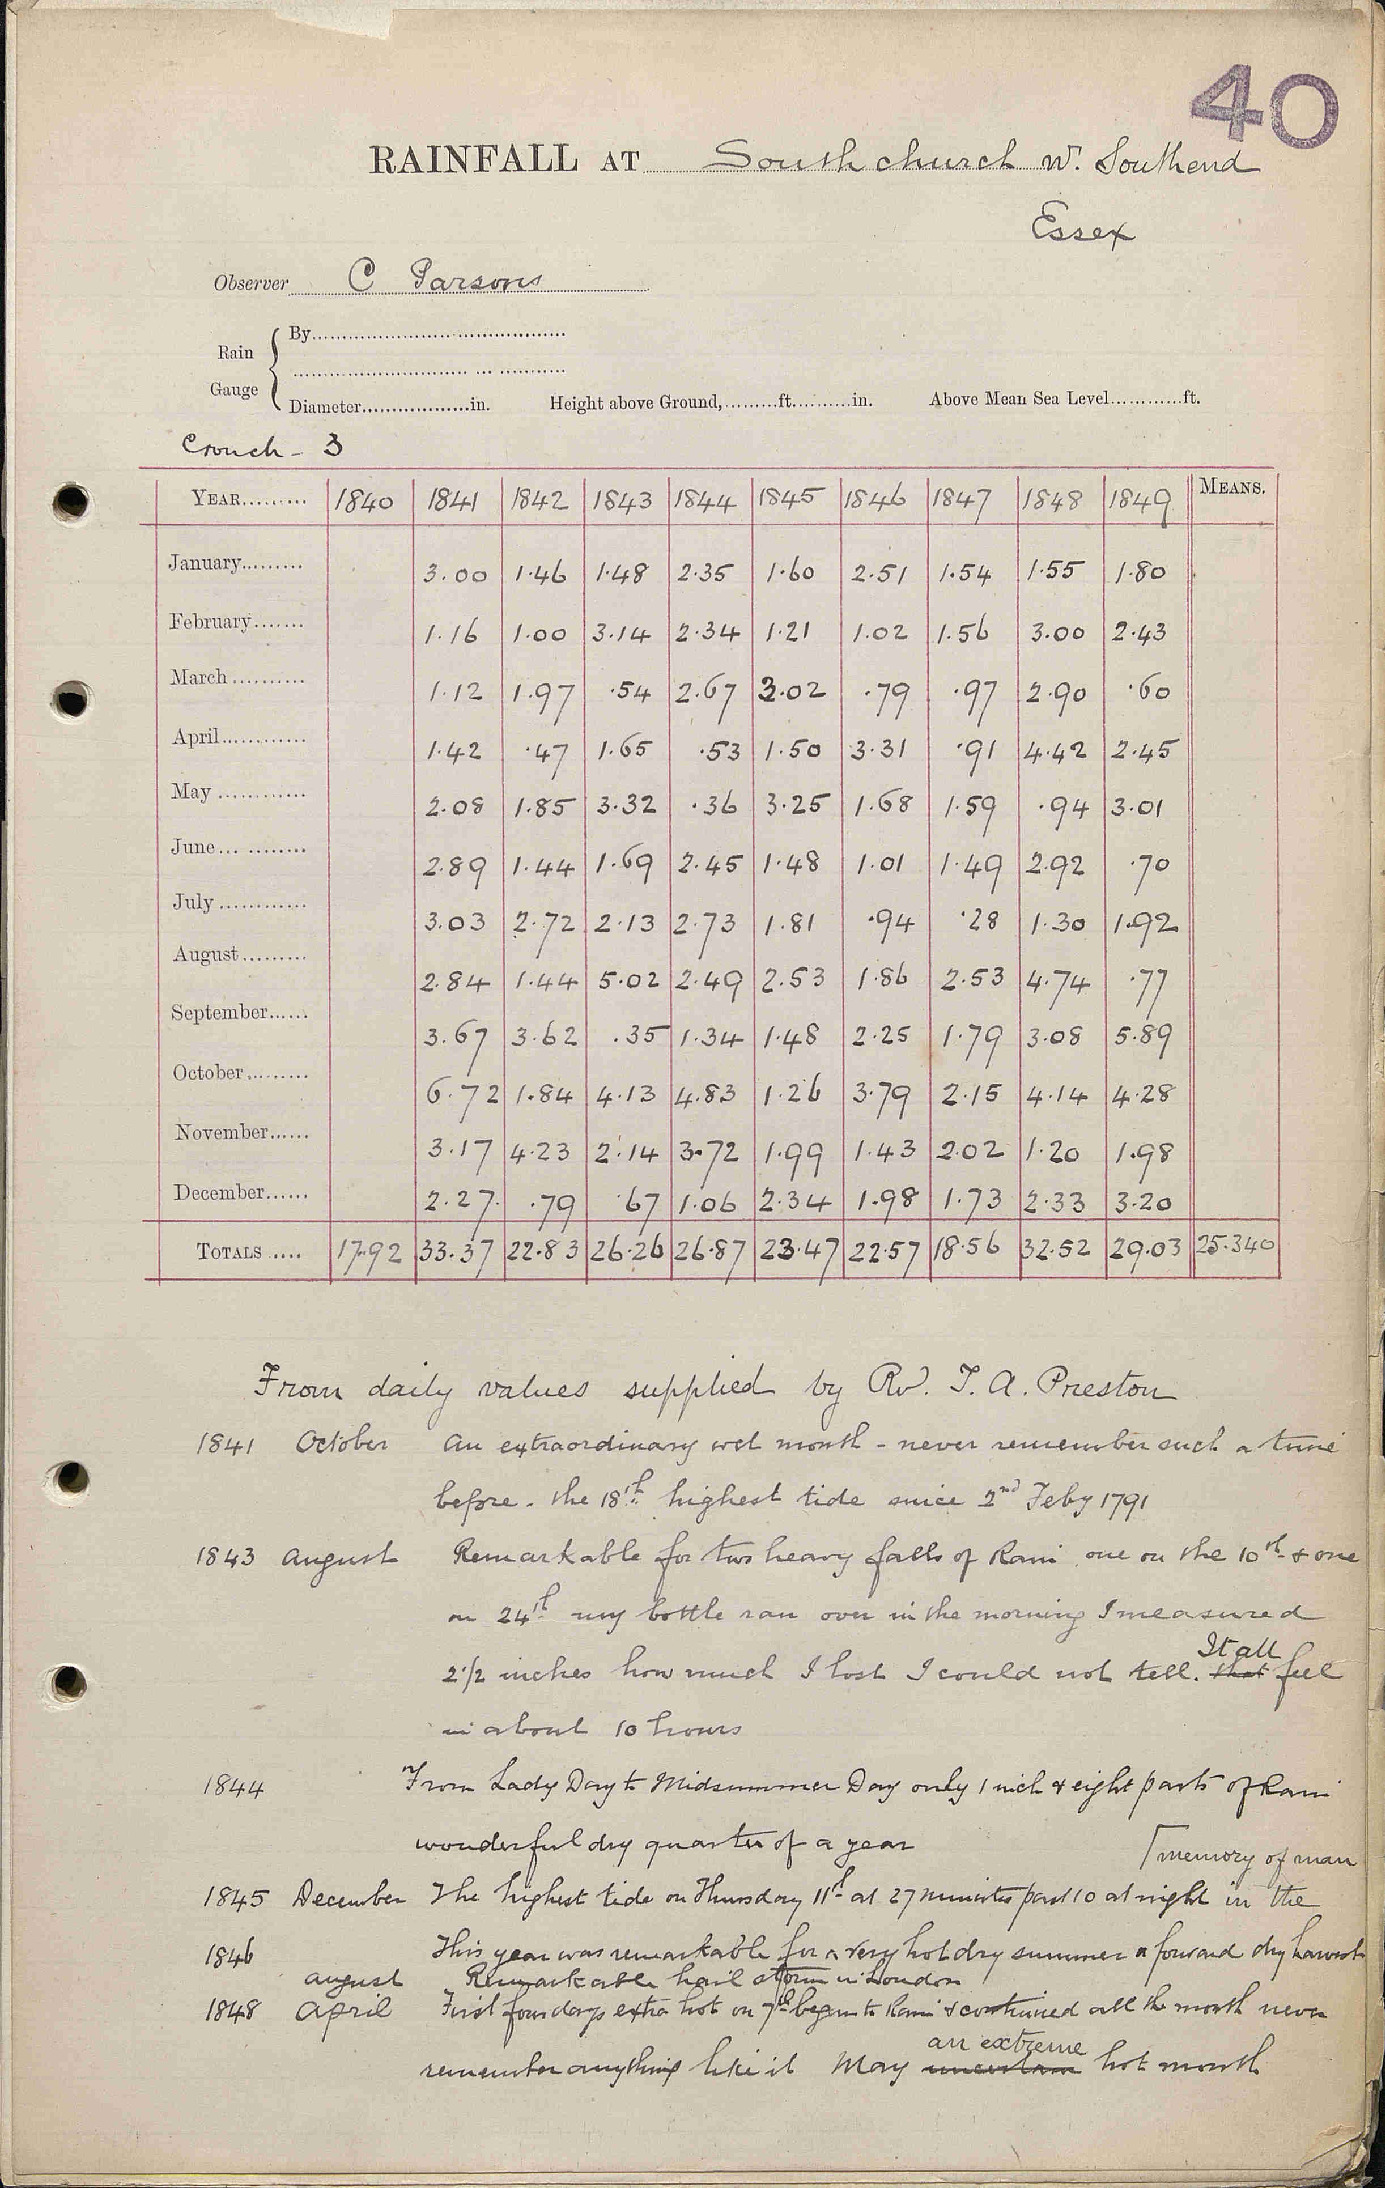 40
RAINFALL AT Southchurch Nr. Southend
Essex
Observer C Parsons
Rain Gauge { By
Diameter in. Height above Ground, ft. in. Above Mean Sea Level ft.
Crouch - 3
YEAR 1840 1841 1842 1843 1844 1845 1846 1847 1848 1849 MEANS.
January 3.00 1.46 1.48 2.35 1.60 2.51 1.54 1.55 1.80
February 1.16 1.00 3.14 2.34 1.21 1.02 1.56 3.00 2.43
March 1.12 1.97 .54 2.67 3.02 .79 .97 2.90 .60
April 1.42 .47 1.65 .53 1.50 3.31 .91 4.42 2.45
May 2.08 1.85 3.32 .36 3.25 1.68 1.59 .94 3.01
June 2.89 1.44 1.69 2.45 1.48 1.01 1.49 2.92 .70
July 3.03 2.72 2.13 2.73 1.81 .94 .28 1.30 1.92
August 2.84 1.44 5.02 2.49 2.53 1.86 2.53 4.74 .77
September 3.67 3.62 .35 1.34 1.48 2.25 1.79 3.08 5.89
October 6.72 1.84 4.13 4.83 1.26 3.79 2.15 4.14 4.28
November 3.17 4.23 2.14 3.72 1.99 1.43 2.02 1.20 1.98
December 2.27 .79 .67 1.06 2.34 1.98 1.73 2.33 3.20
TOTALS 17.92 33.37 22.83 26.26 26.87 23.47 22.57 18.56 32.52 29.03 25.340
From daily values supplied by Rv. T. A. Preston
1841 October An extraordinary wet month - never remember such a time
before. the 18th highest tide since 2nd Feby 1791
1843 August Remarkable for two heavy falls of Rain one on the 10th & one
on 24th my bottle ran over in the morning I measured
2 1/2 inches how much I lost I could not tell. that It all fell
in about 10 hours
1844 From Lady Day to Midsummer Day only 1 inch & eight parts of Rain
wonderful dry quarter of a year
1845 December The highest tide on Thursday 11th at 27 minutes past 10 at night in the
memory of man
1846 This year was remarkable for a very hot dry summer & forward dry harvest
August Remarkable hail storm in London
1848 April First four days extra hot on 7th began to Rain & continued all the month never
remember anything like it May an extreme hot month